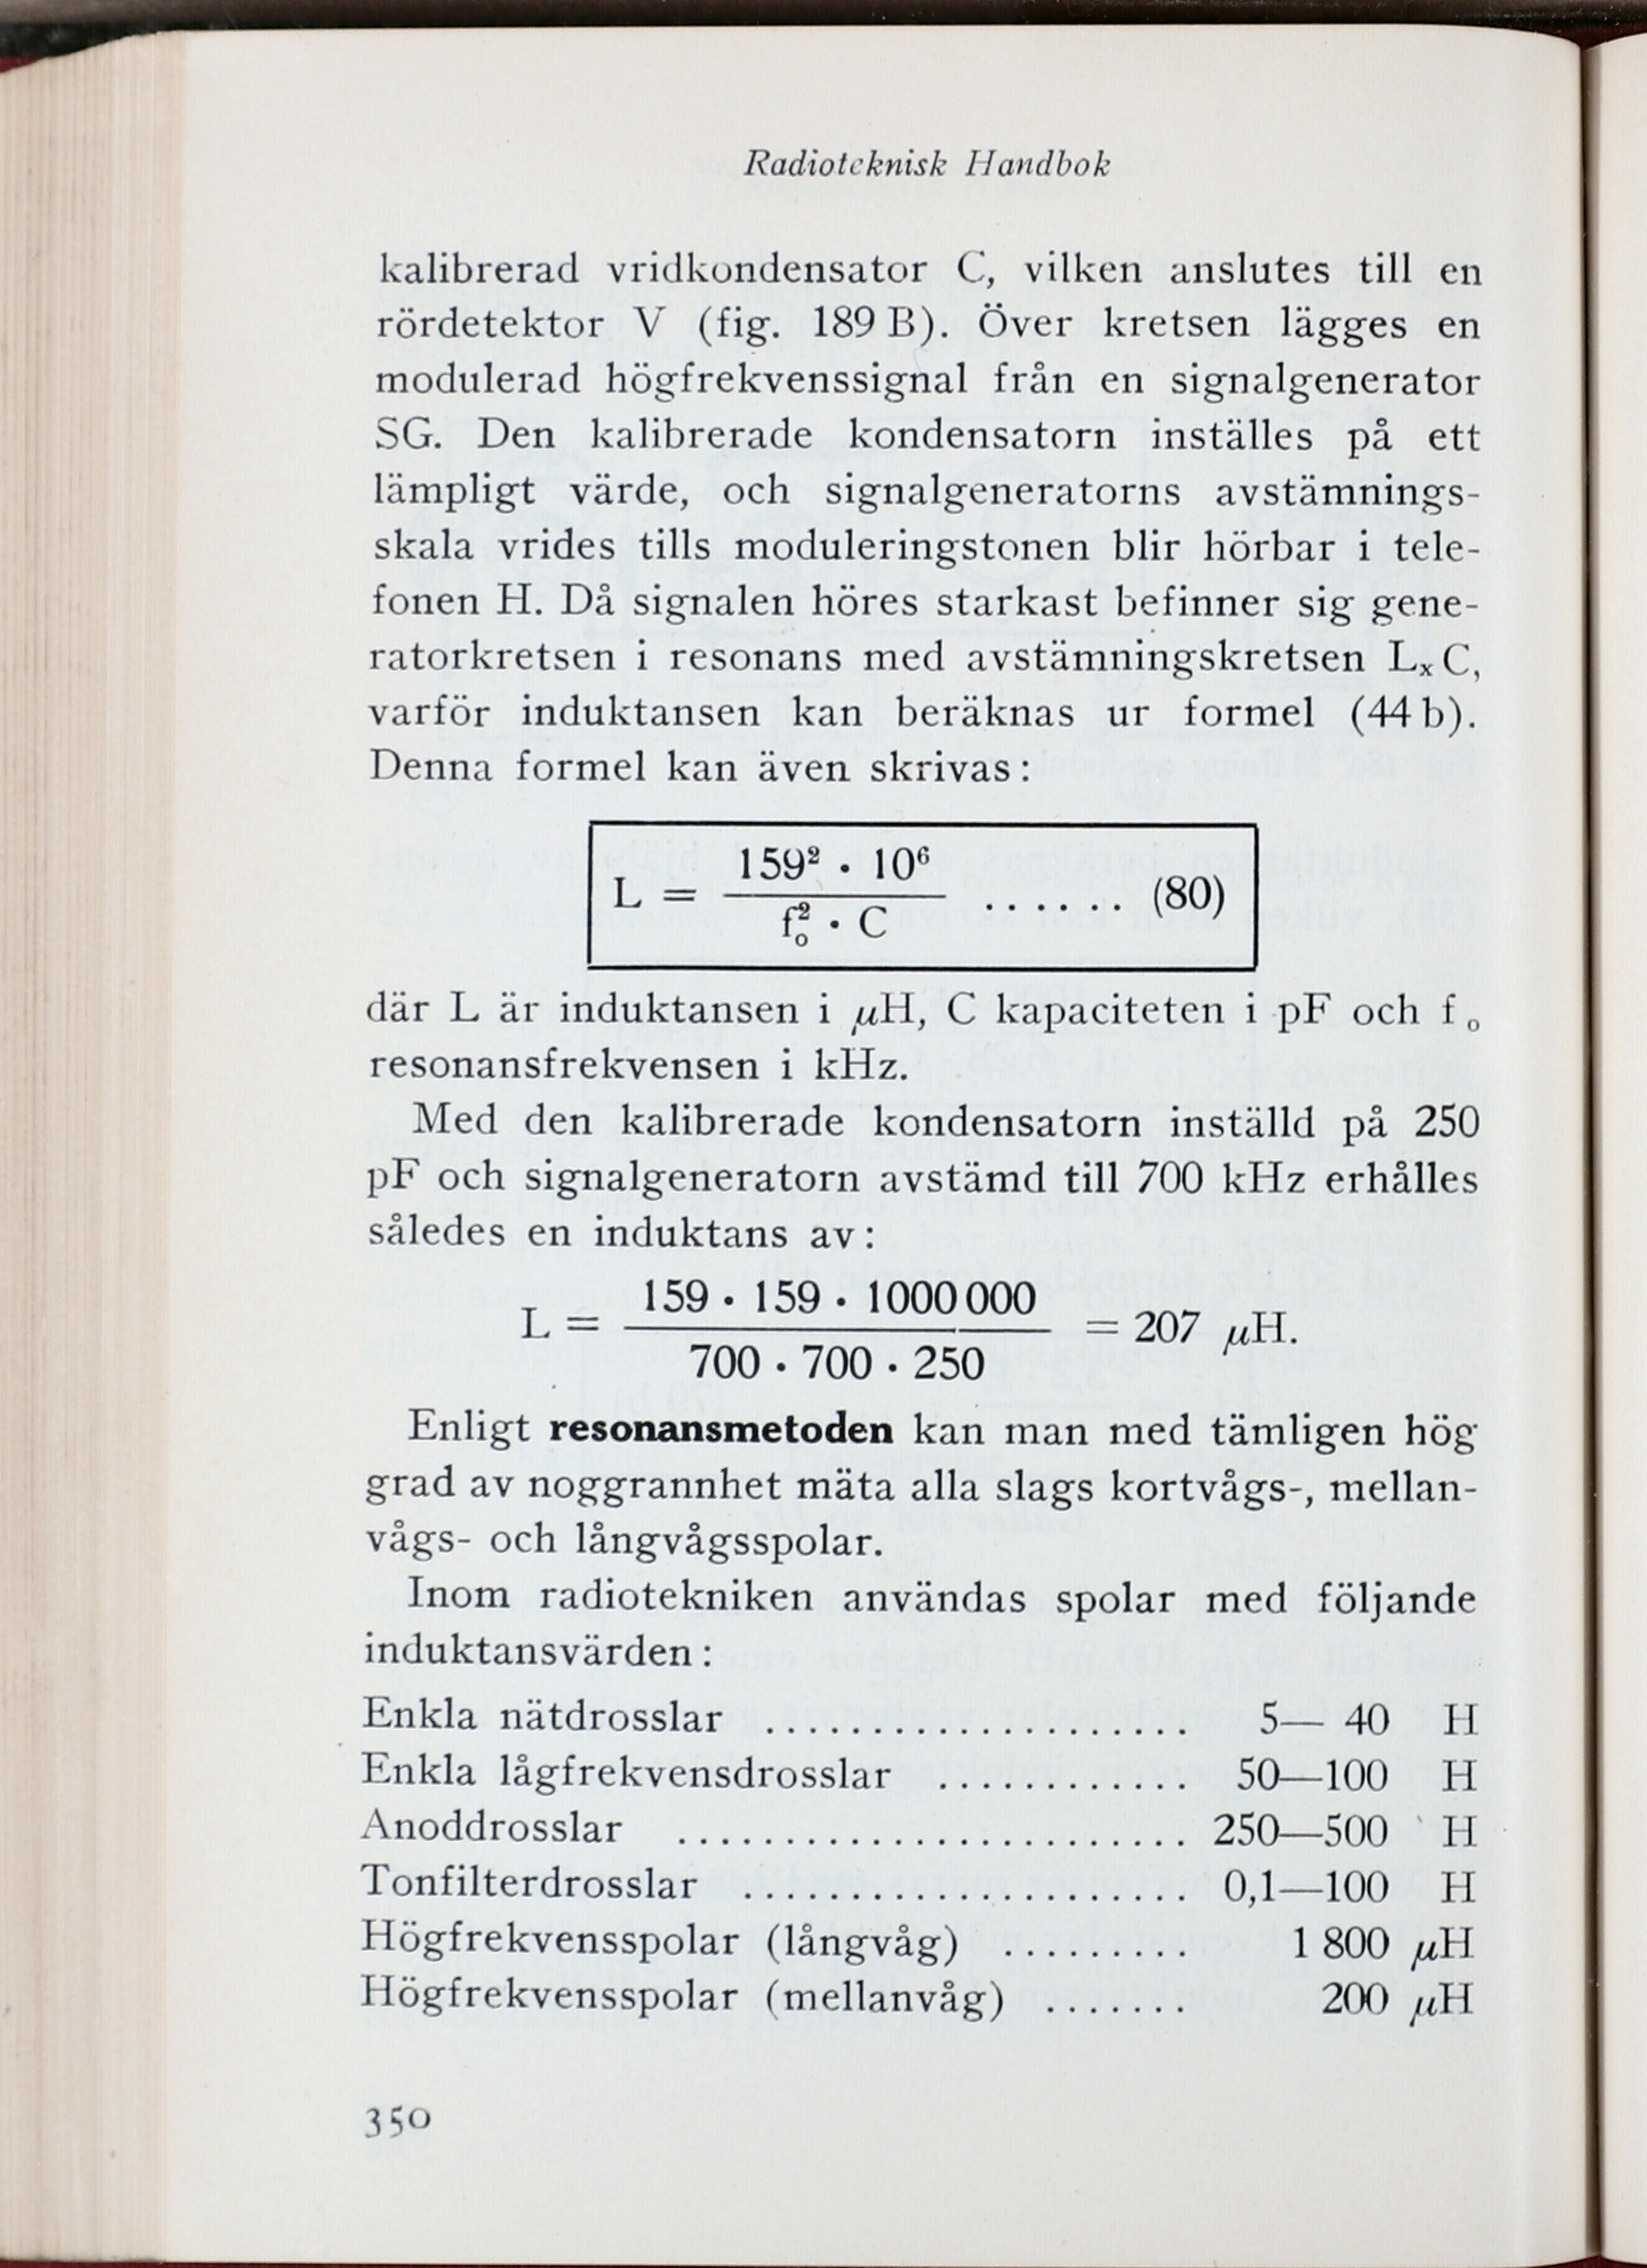 Radioteknisk Handbok
kalibrerad vridkondensator C, vilken anslutes till en
rördetektor V (fig. 189 B). Över kretsen lägges en
modulerad högfrekvenssignal från en signalgenerator
SG. Den kalibrerade kondensatorn inställes på ett
lämpligt värde, och signalgeneratorns avstämnings-
skala vrides tills moduleringstonen blir hörbar i tele-
fonen H. Då signalen höres starkast befinner sig gene-
ratorkretsen i resonans med avstämningskretsen LₓC,
varför induktansen kan beräknas ur formel (44 b).
Denna formel kan även skrivas:
L = 159² · 10⁶ / f₀² · C ...... (80)
där L är induktansen i μH, C kapaciteten i pF och f₀
resonansfrekvensen i kHz.
Med den kalibrerade kondensatorn inställd på 250
pF och signalgeneratorn avstämd till 700 kHz erhålles
således en induktans av:
L = 159 · 159 · 1000 000 / 700 · 700 · 250 = 207 μH.
Enligt resonansmetoden kan man med tämligen hög
grad av noggrannhet mäta alla slags kortvågs-, mellan-
vågs- och långvågsspolar.
Inom radiotekniken användas spolar med följande
induktansvärden:
Enkla nätdrosslar .................... 5— 40 H
Enkla lågfrekvensdrosslar ............ 50—100 H
Anoddrosslar ........................ 250—500 H
Tonfilterdrosslar ..................... 0,1—100 H
Högfrekvensspolar (långvåg) ......... 1 800 μH
Högfrekvensspolar (mellanvåg) ....... 200 μH
350